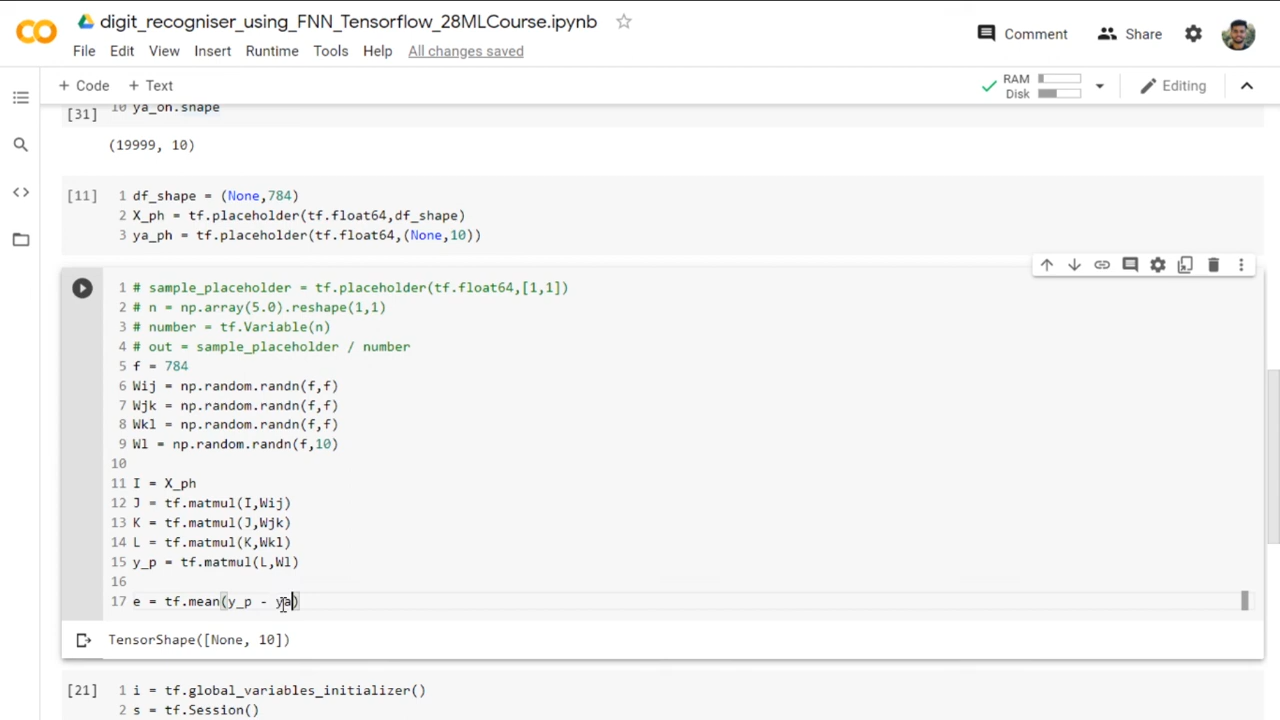 digit_recogniser_using_FNN_Tensorflow_28MLCourse.ipynb
File Edit View Insert Runtime Tools Help All changes saved
Comment
Share
+ Code + Text
RAM
Disk
Editing
[31]
10 ya_oh.shape
(19999, 10)
[11]
1 df_shape = (None,784)
2 X_ph = tf.placeholder(tf.float64,df_shape)
3 ya_ph = tf.placeholder(tf.float64,(None,10))
1 # sample_placeholder = tf.placeholder(tf.float64,[1,1])
2 # n = np.array(5.0).reshape(1,1)
3 # number = tf.Variable(n)
4 # out = sample_placeholder / number
5 f = 784
6 Wij = np.random.randn(f,f)
7 Wjk = np.random.randn(f,f)
8 Wkl = np.random.randn(f,f)
9 Wl = np.random.randn(f,10)
10
11 I = X_ph
12 J = tf.matmul(I,Wij)
13 K = tf.matmul(J,Wjk)
14 L = tf.matmul(K,Wkl)
15 y_p = tf.matmul(L,Wl)
16
17 e = tf.mean(y_p - ya)
TensorShape([None, 10])
[21]
1 i = tf.global_variables_initializer()
2 s = tf.Session()